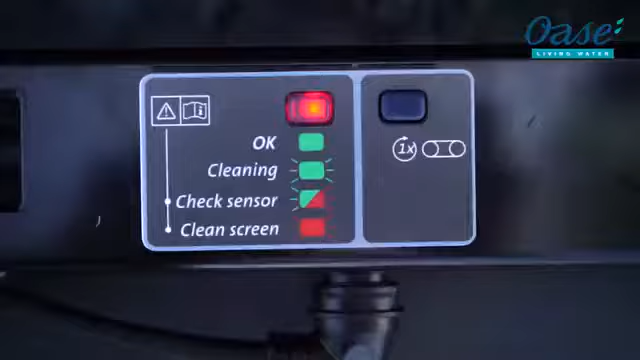 Oase
LIVING WATER
OK
1x
Cleaning
Check sensor
Clean screen